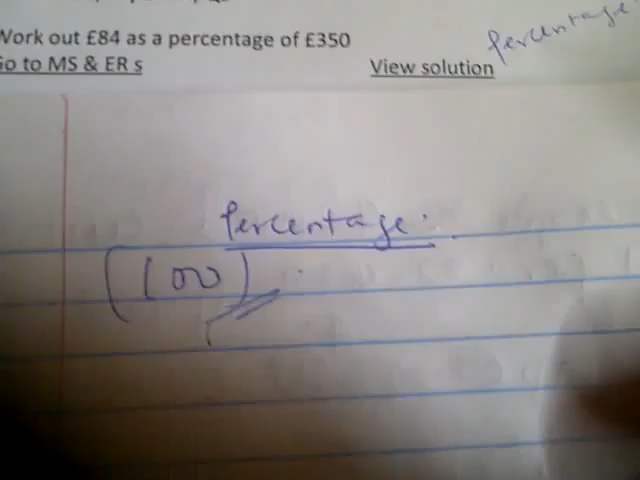 Work out £84 as a percentage of £350
Go to MS & ER s
View solution
percentage
Percentage.
(100)